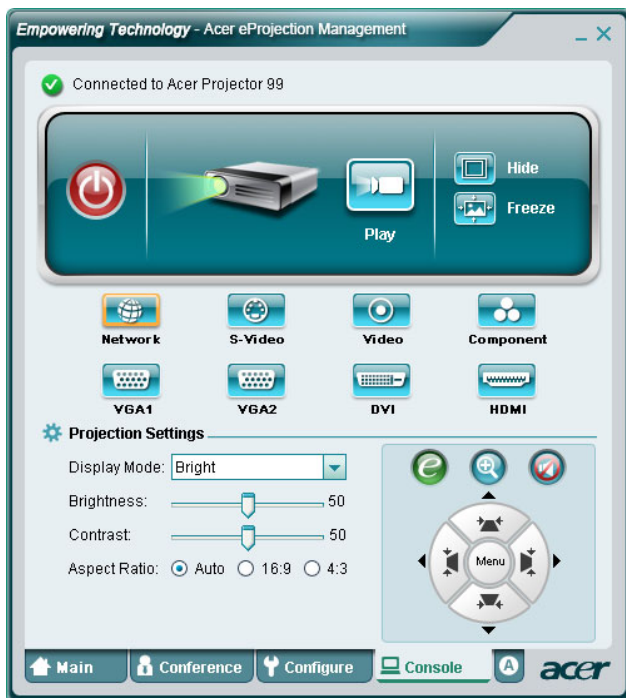 Empowering Technology - Acer eProjection Management
Connected to Acer Projector 99
Hide
Freeze
Play
Network S-Video Video Component
VGA1 VGA2 DVI HDMI
Projection Settings
Display Mode: Bright
Brightness: 50
Contrast: 50
Aspect Ratio: Auto 16:9 4:3
e
Menu
Main Conference Configure Console A acer